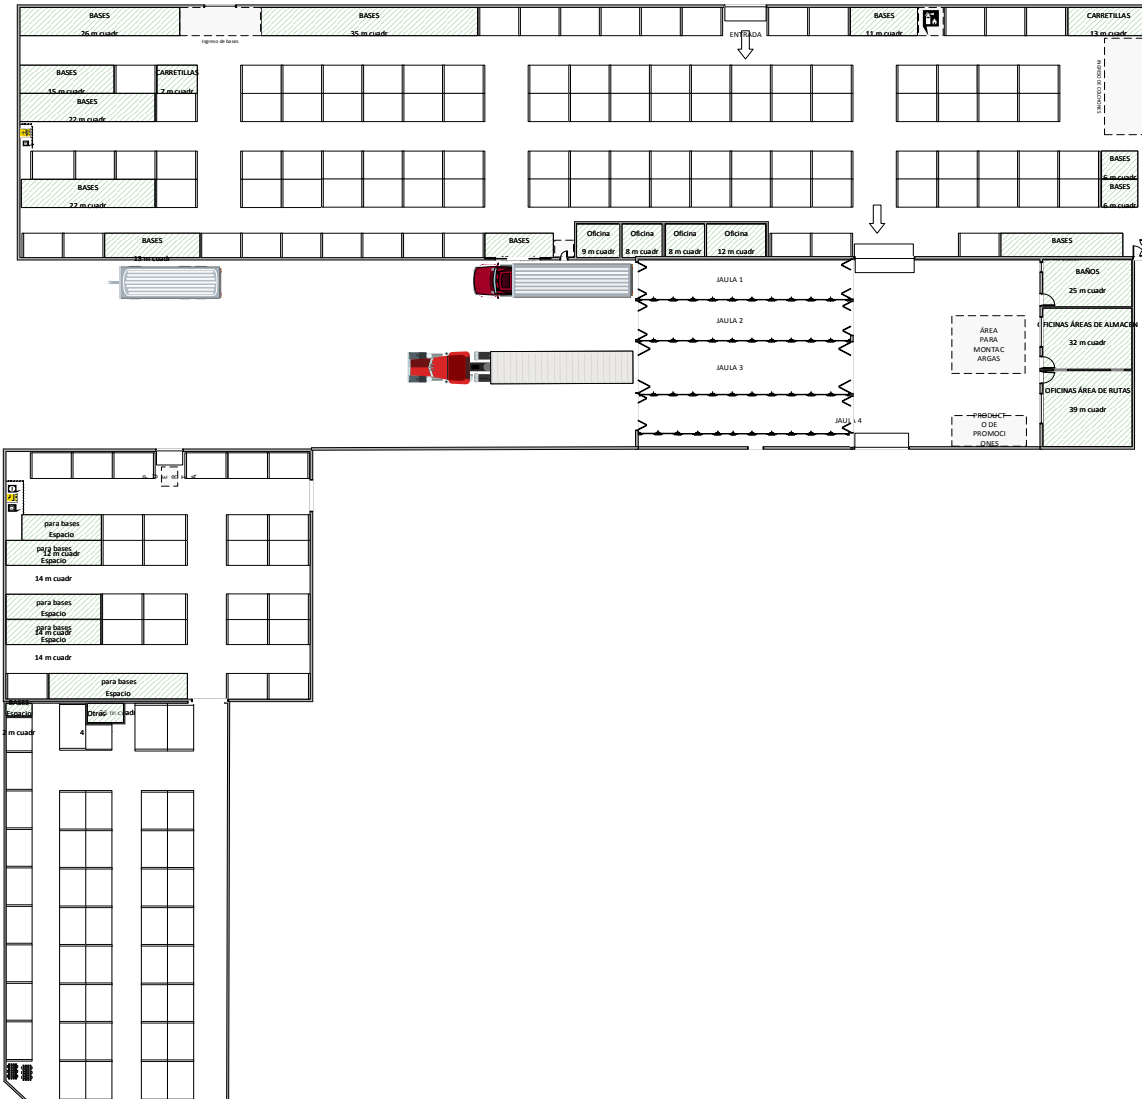 BASES
26 m cuadr
Ingreso de bases
BASES
35 m cuadr
ENTRADA
BASES
11 m cuadr
CARRETILLAS
13 m cuadr
BASES
15 m cuadr
CARRETILLAS
7 m cuadr
BASES
22 m cuadr
INGRESO DE COLCHONES
BASES
22 m cuadr
BASES
6 m cuadr
BASES
6 m cuadr
BASES
18 m cuadr
BASES
Oficina
9 m cuadr
Oficina
8 m cuadr
Oficina
8 m cuadr
Oficina
12 m cuadr
BASES
JAULA 1
JAULA 2
JAULA 3
JAULA 4
ÁREA
PARA
MONTAC
ARGAS
PRODUCT
O DE
PROMOCI
ONES
BAÑOS
25 m cuadr
OFICINAS ÁREAS DE ALMACEN
32 m cuadr
OFICINAS ÁREA DE RUTAS
39 m cuadr
para bases
Espacio
12 m cuadr
para bases
Espacio
14 m cuadr
para bases
Espacio
14 m cuadr
para bases
Espacio
14 m cuadr
para bases
Espacio
m cuadr
BASES
Espacio
2 m cuadr
Otros
4